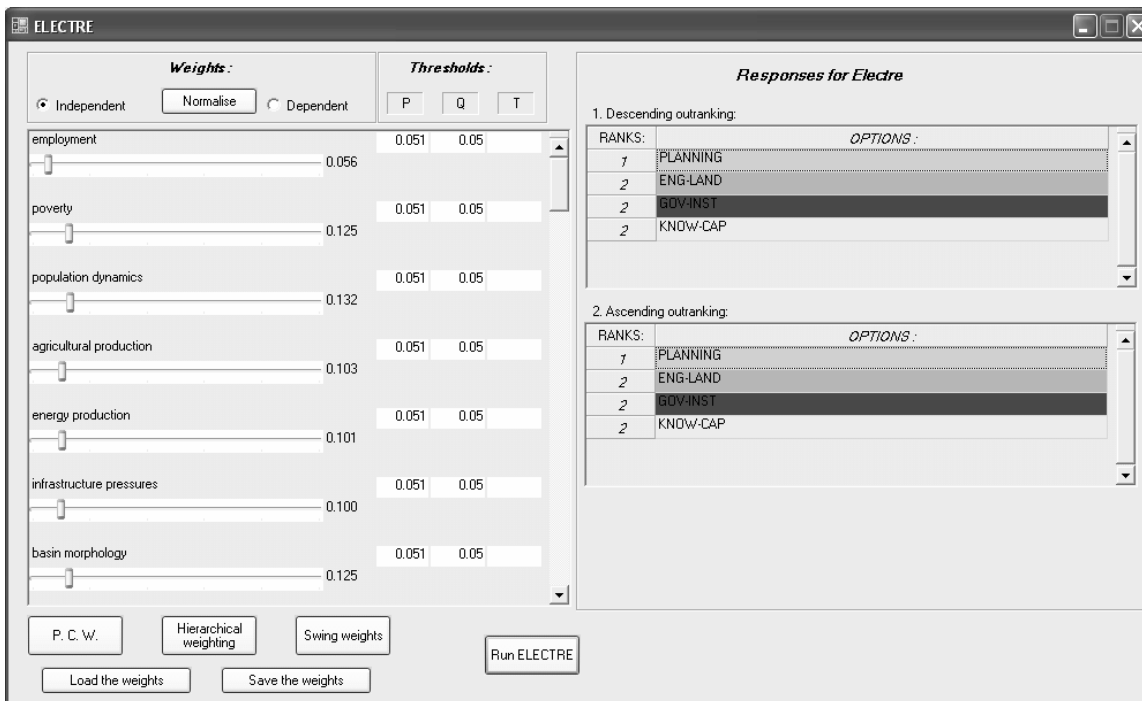 ELECTRE
Weights :
Independent
Normalise
Dependent
Thresholds :
P Q T
employment 0.051 0.05
0.056
poverty 0.051 0.05
0.125
population dynamics 0.051 0.05
0.132
agricultural production 0.051 0.05
0.103
energy production 0.051 0.05
0.101
infrastructure pressures 0.051 0.05
0.100
basin morphology 0.051 0.05
0.125
P. C. W.
Hierarchical
weighting
Swing weights
Load the weights
Save the weights
Run ELECTRE
Responses for Electre
1. Descending outranking:
RANKS: OPTIONS :
1 PLANNING
2 ENG-LAND
2 GOV-INST
2 KNOW-CAP
2. Ascending outranking:
RANKS: OPTIONS :
1 PLANNING
2 ENG-LAND
2 GOV-INST
2 KNOW-CAP